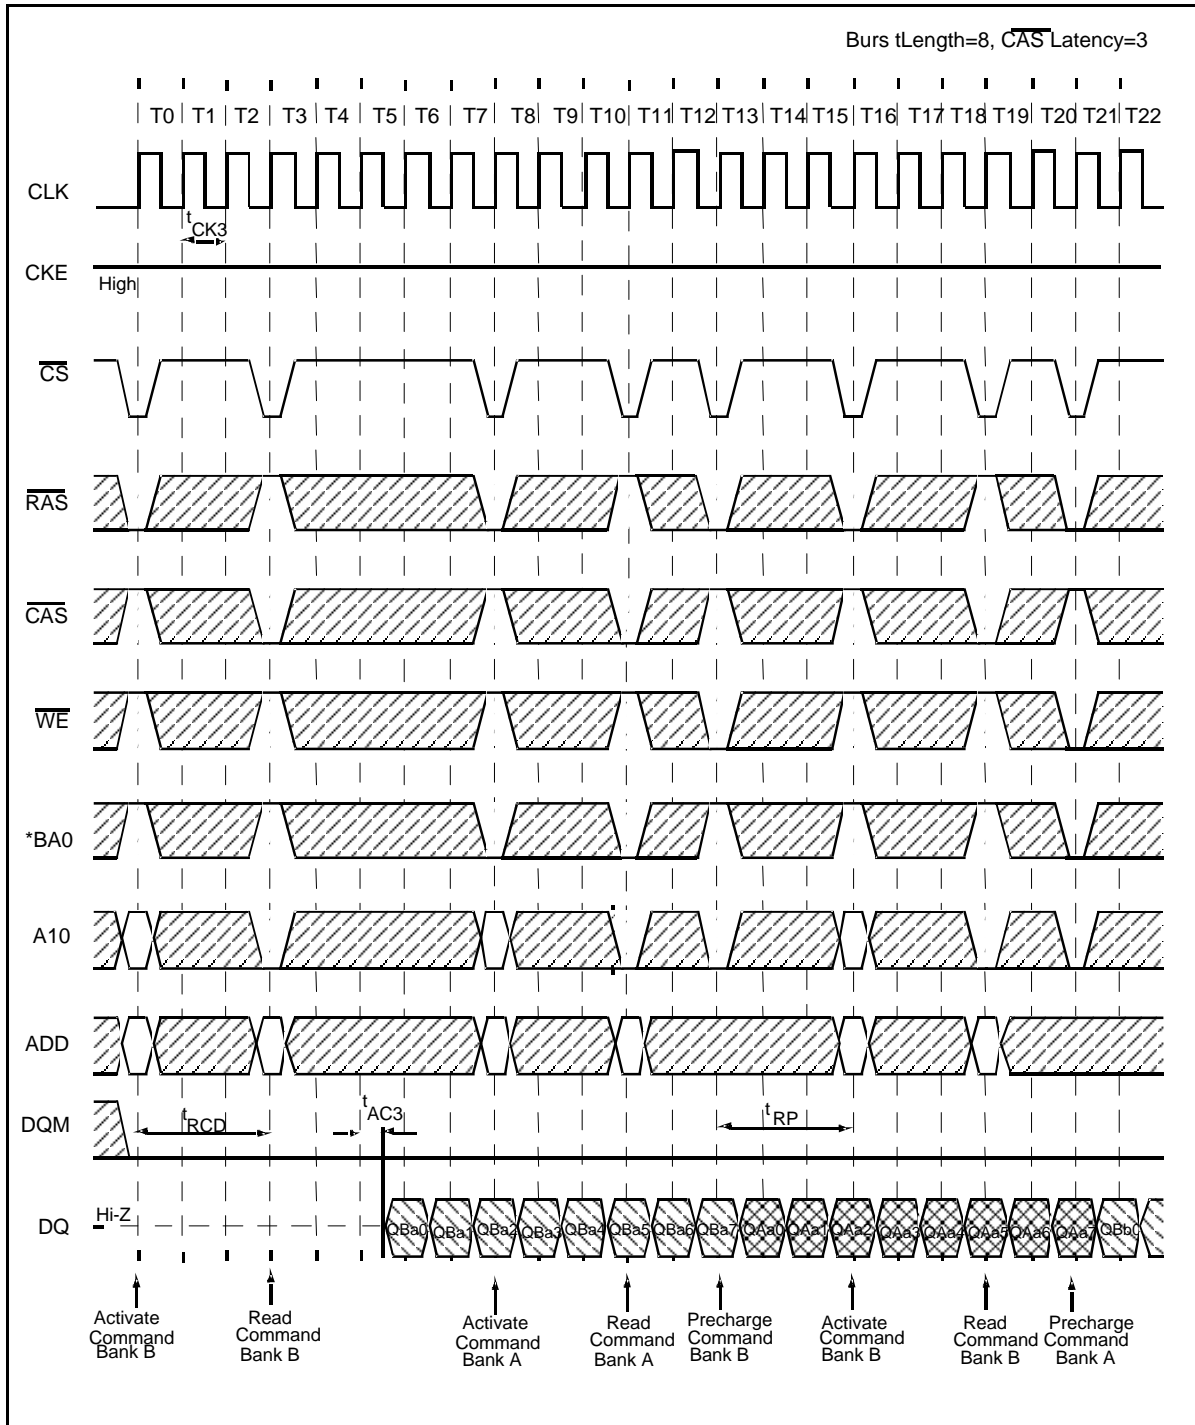 Burs tLength=8, CAS Latency=3
T0 T1 T2 T3 T4 T5 T6 T7 T8 T9 T10 T11 T12 T13 T14 T15 T16 T17 T18 T19 T20 T21 T22
CLK
tCK3
CKE
High
CS
RAS
CAS
WE
*BA0
A10
ADD
DQM
tRCD
tAC3
tRP
DQ
Hi-Z
QBa0 QBa1 QBa2 QBa3 QBa4 QBa5 QBa6 QBa7 QAa0 QAa1 QAa2 QAa3 QAa4 QAa5 QAa6 QAa7 QBb0
Activate
Command
Bank B
Read
Command
Bank B
Activate
Command
Bank A
Read
Command
Bank A
Precharge
Command
Bank B
Activate
Command
Bank B
Read
Command
Bank B
Precharge
Command
Bank A